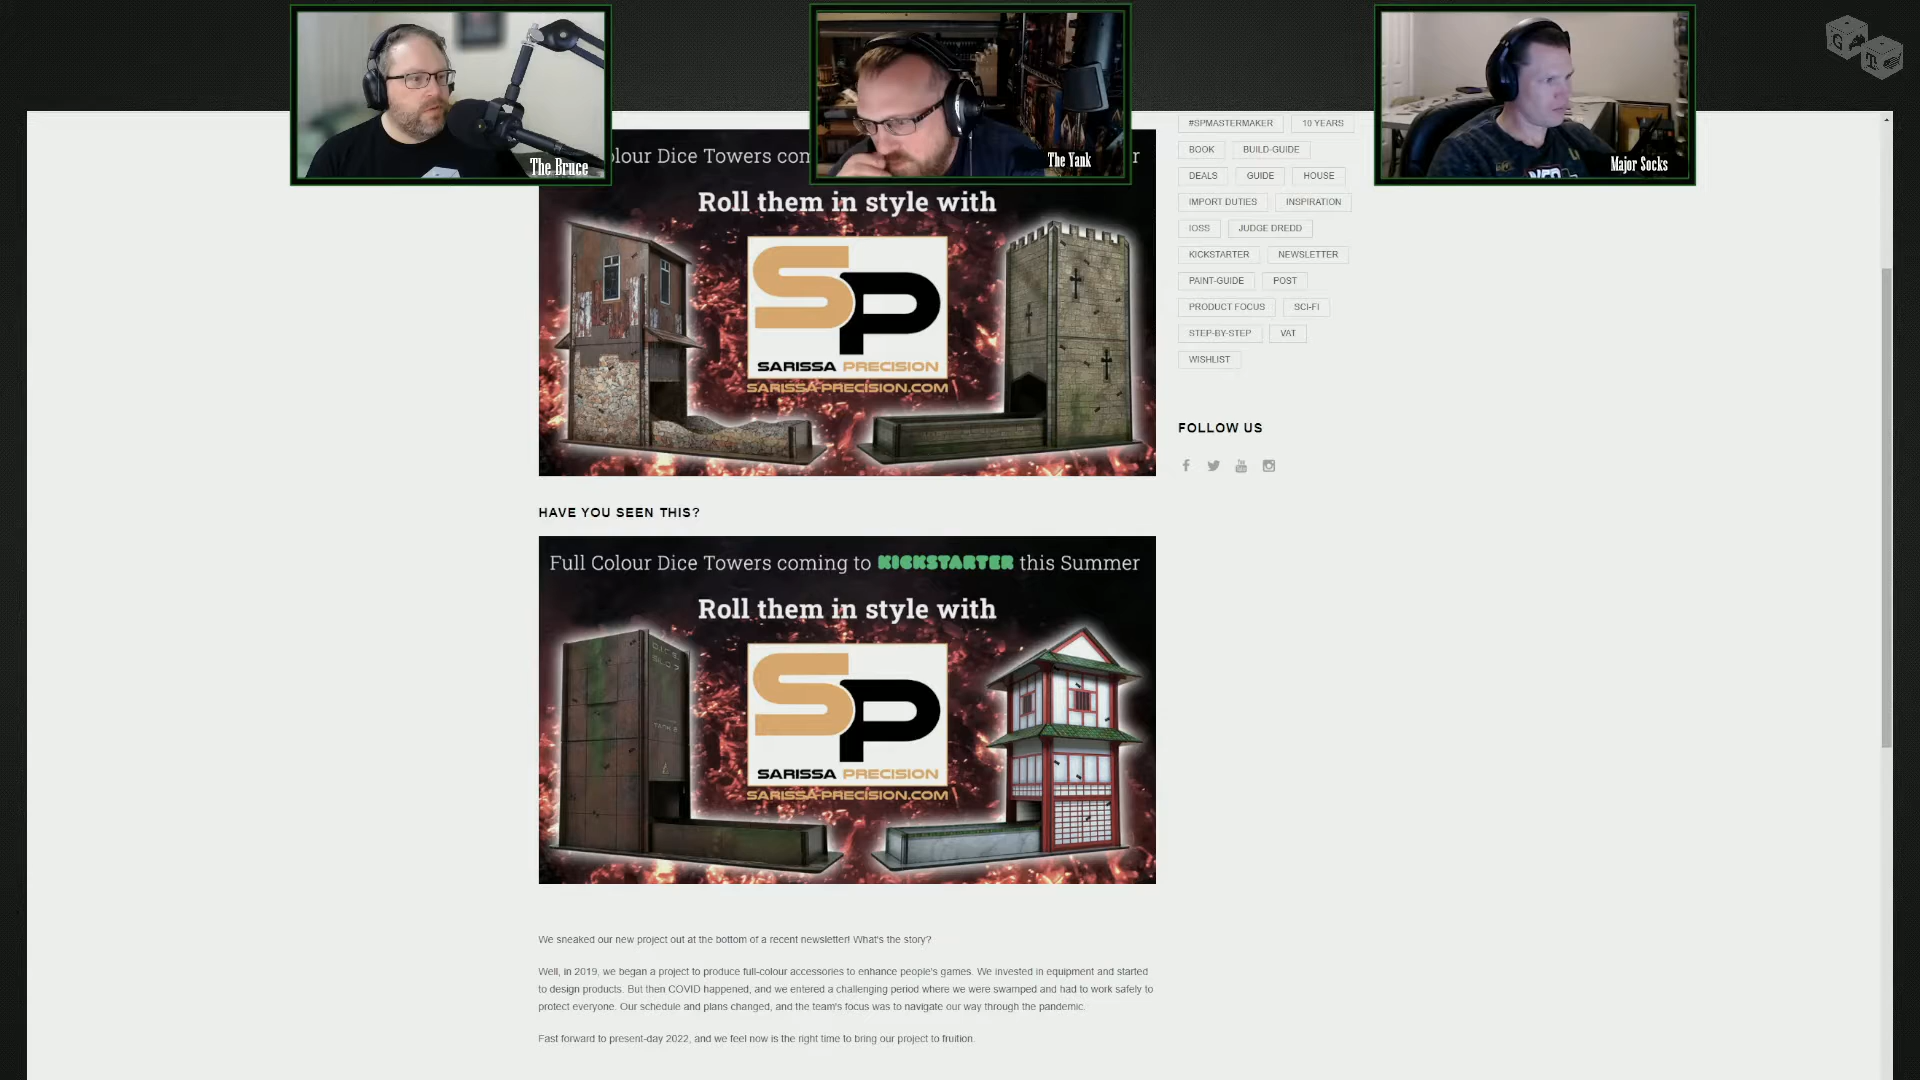 The Bruce
The Yank
Major Socks
G
T
olour Dice Towers com
r
Roll them in style with
SP
SARISSA PRECISION
SARISSA-PRECISION.COM
#SPMASTERMAKER
10 YEARS
BOOK
BUILD-GUIDE
DEALS
GUIDE
HOUSE
IMPORT DUTIES
INSPIRATION
IOSS
JUDGE DREDD
KICKSTARTER
NEWSLETTER
PAINT-GUIDE
POST
PRODUCT FOCUS
SCI-FI
STEP-BY-STEP
VAT
WISHLIST
FOLLOW US
HAVE YOU SEEN THIS?
Full Colour Dice Towers coming to KICKSTARTER this Summer
Roll them in style with
SP
SARISSA PRECISION
SARISSA-PRECISION.COM
We sneaked our new project out at the bottom of a recent newsletter! What's the story?
Well, in 2019, we began a project to produce full-colour accessories to enhance people's games. We invested in equipment and started
to design products. But then COVID happened, and we entered a challenging period where we were swamped and had to work safely to
protect everyone. Our schedule and plans changed, and the team's focus was to navigate our way through the pandemic.
Fast forward to present-day 2022, and we feel now is the right time to bring our project to fruition.